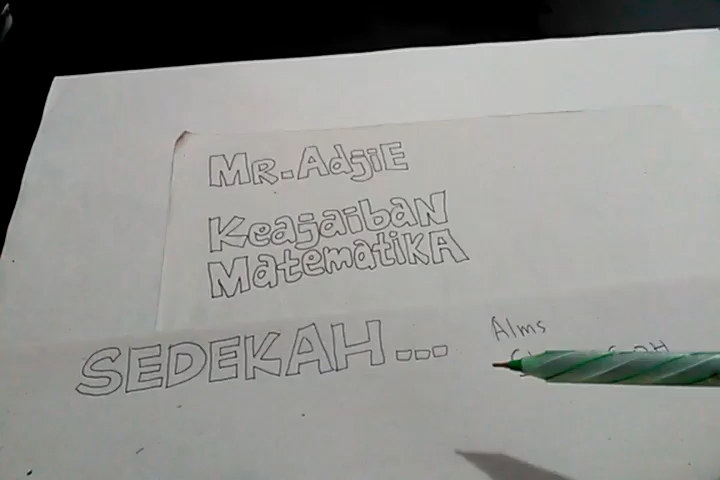 Mr. AdjiE
KeajaibaN
MatematiKA
SEDEKAH...
Alms